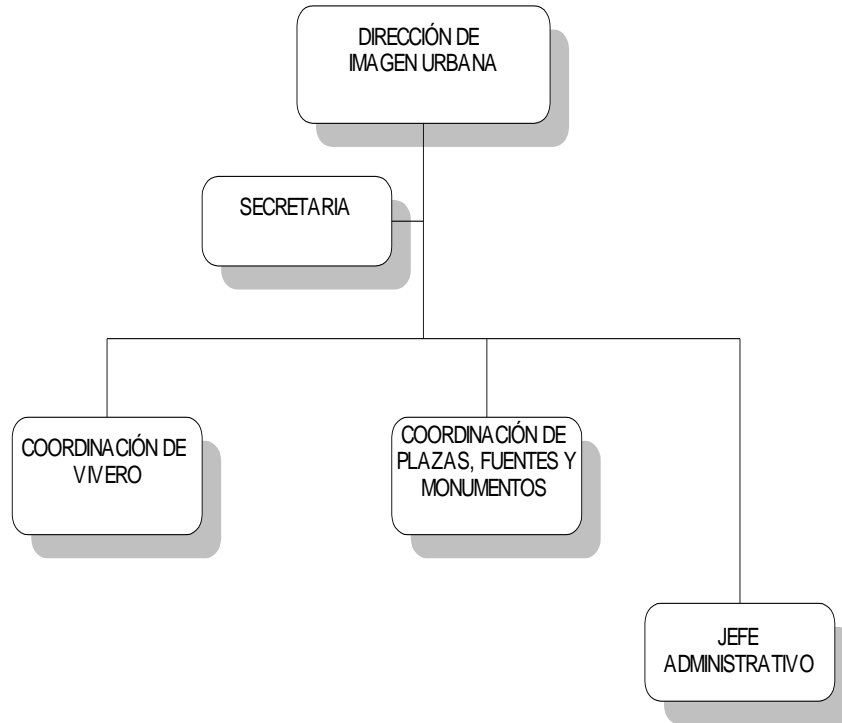 DIRECCIÓN DE
IMAGEN URBANA
SECRETARIA
COORDINACIÓN DE
VIVERO
COORDINACIÓN DE
PLAZAS, FUENTES Y
MONUMENTOS
JEFE
ADMINISTRATIVO